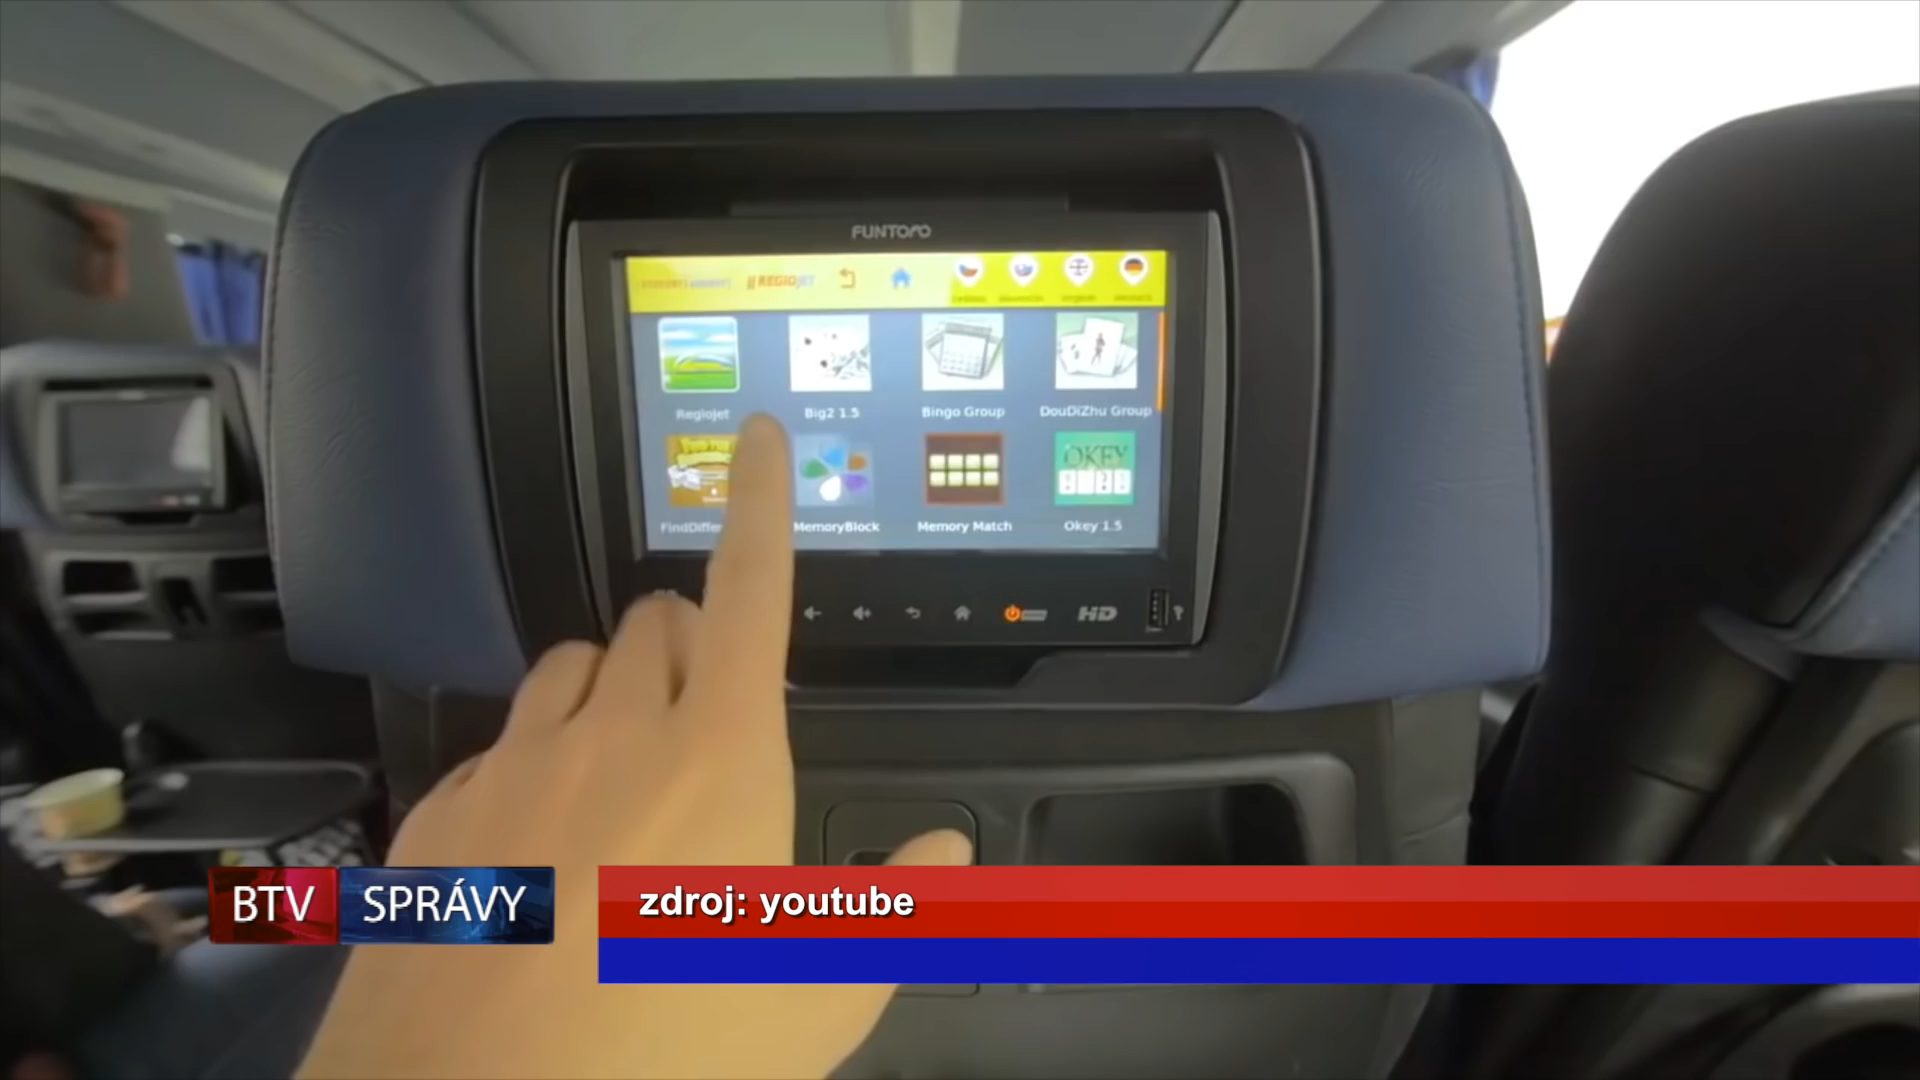 FUNTORO
REGIOJET
Regiojet
Big2 1.5
Bingo Group
DouDiZhu Group
MemoryBlock
Memory Match
Okey 1.5
OKEY
HD
BTV SPRÁVY
zdroj: youtube